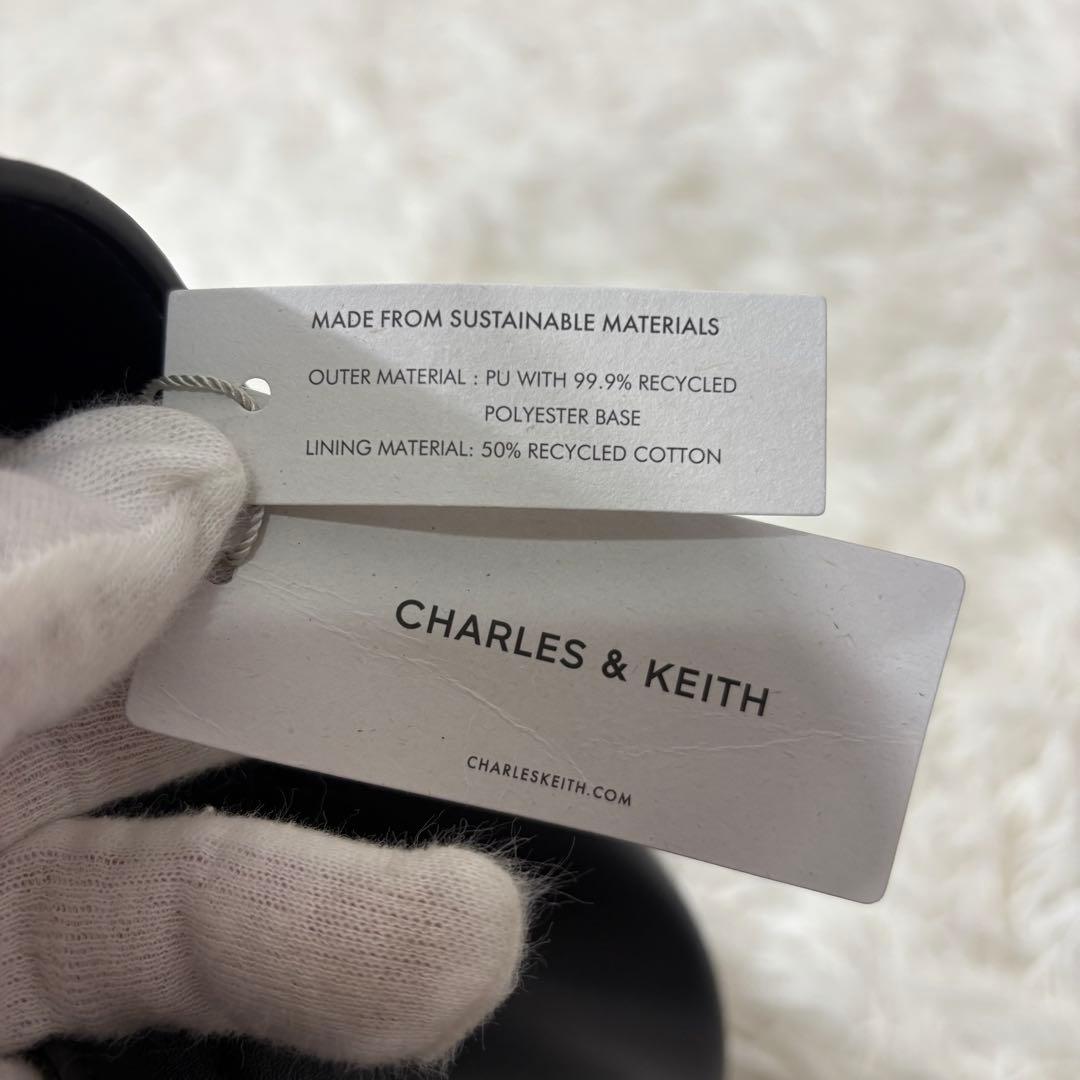 MADE FROM SUSTAINABLE MATERIALS
OUTER MATERIAL : PU WITH 99.9% RECYCLED
POLYESTER BASE
LINING MATERIAL: 50% RECYCLED COTTON
CHARLES & KEITH
CHARLESKEITH.COM